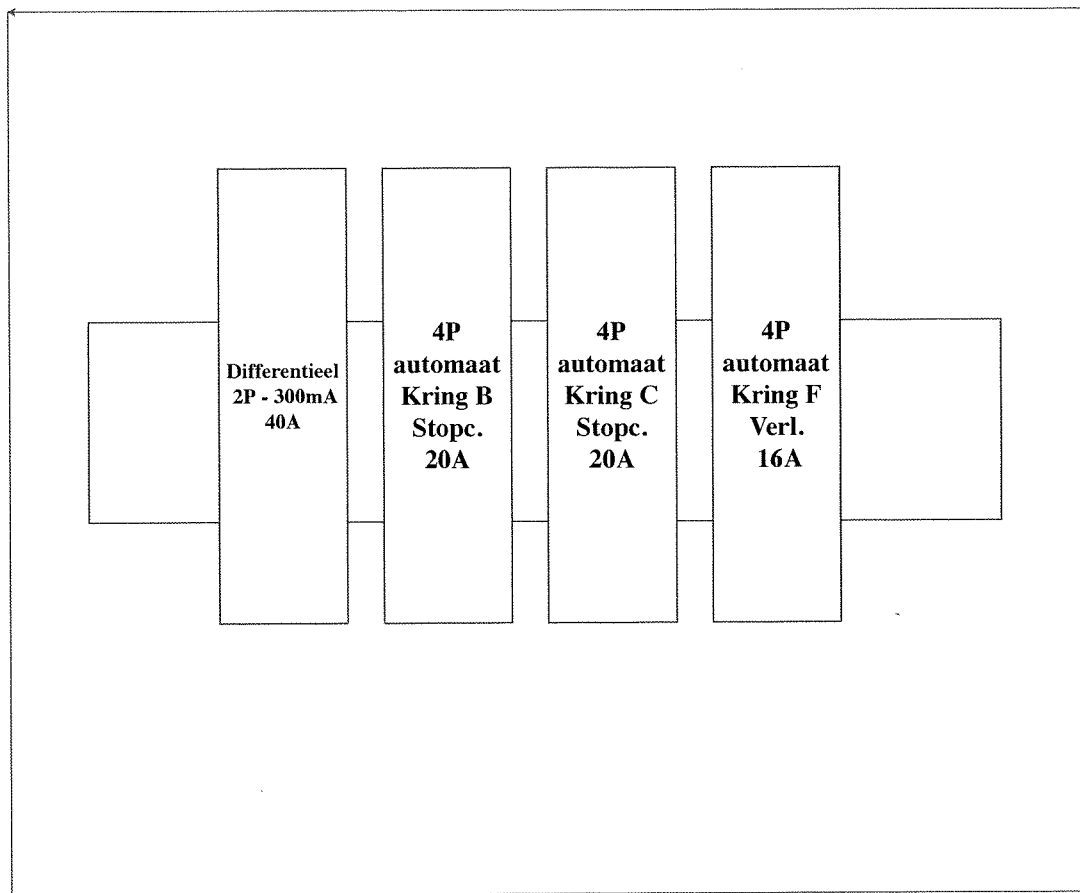 Differentieel
2P - 300mA
40A
4P
automaat
Kring B
Stopc.
20A
4P
automaat
Kring C
Stopc.
20A
4P
automaat
Kring F
Verl.
16A